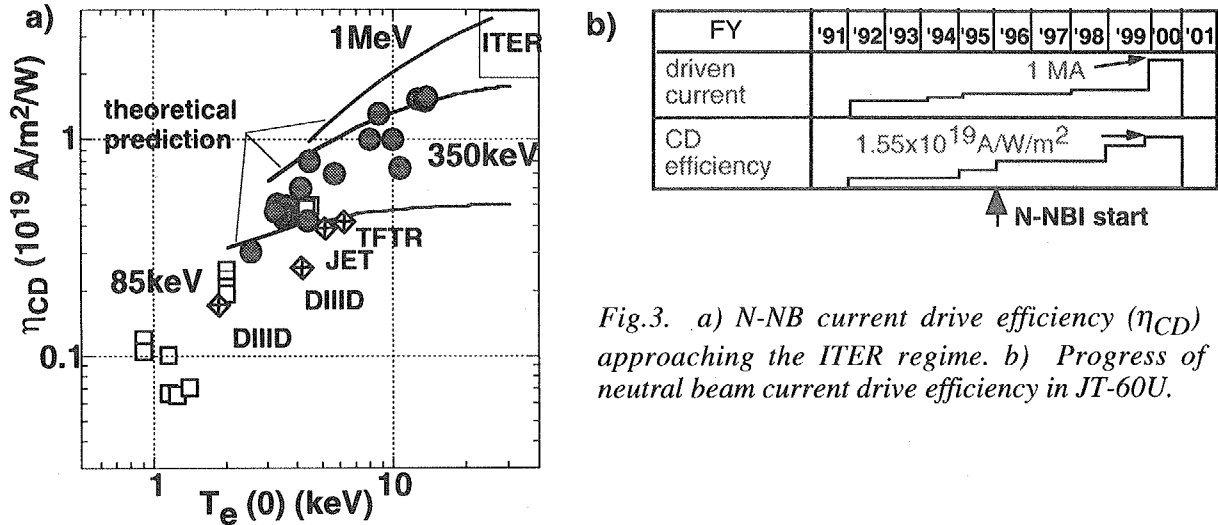 a)
η_CD (10^19 A/m^2/W)
1
0.1
1MeV
ITER
theoretical
prediction
350keV
85keV
TFTR
JET
DIIID
DIIID
1
10
T_e (0) (keV)
b)
FY '91 '92 '93 '94 '95 '96 '97 '98 '99 '00 '01
driven
current
1 MA
CD
efficiency
1.55x10^19A/W/m^2
N-NBI start
Fig.3. a) N-NB current drive efficiency (η_CD)
approaching the ITER regime. b) Progress of
neutral beam current drive efficiency in JT-60U.